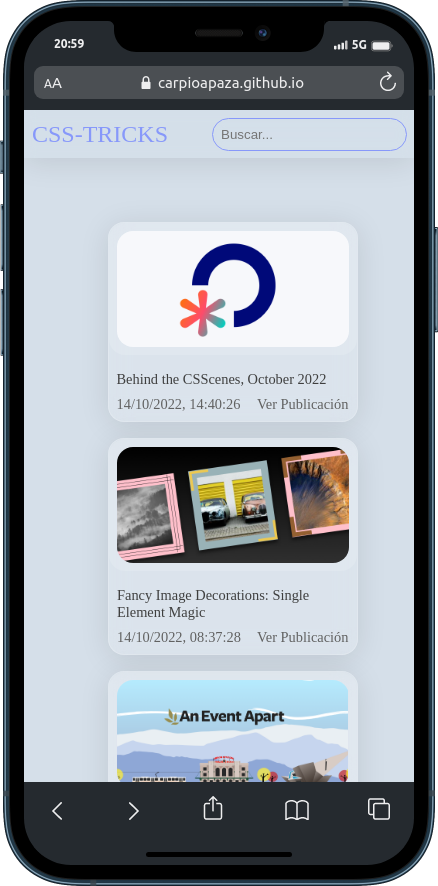 20:59
5G
AA
carpioapaza.github.io
CSS-TRICKS
Buscar...
Behind the CSScenes, October 2022
14/10/2022, 14:40:26 Ver Publicación
Fancy Image Decorations: Single
Element Magic
14/10/2022, 08:37:28 Ver Publicación
An Event Apart